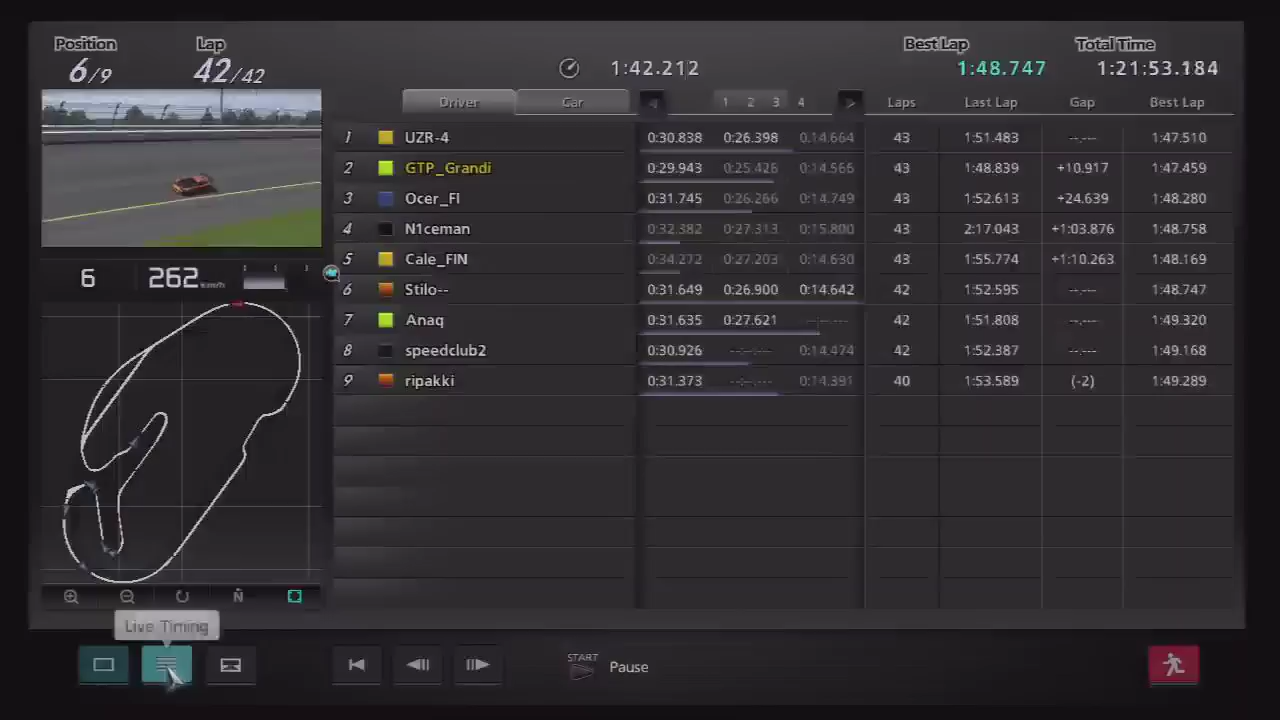 Position Lap Best Lap Total Time
6/9 42/42 1:42.212 1:48.747 1:21:53.184
Driver Car 1 2 3 4 Laps Last Lap Gap Best Lap
1 UZR-4 0:30.838 0:26.398 0:14.664 43 1:51.483 --.--- 1:47.510
2 GTP_Grandi 0:29.943 0:25.426 0:14.566 43 1:48.839 +10.917 1:47.459
3 Ocer_FI 0:31.745 0:26.266 0:14.749 43 1:52.613 +24.639 1:48.280
4 N1ceman 0:32.382 0:27.313 0:15.800 43 2:17.043 +1:03.876 1:48.758
5 Cale_FIN 0:34.272 0:27.203 0:14.630 43 1:55.774 +1:10.263 1:48.169
6 Stilo-- 0:31.649 0:26.900 0:14.642 42 1:52.595 --.--- 1:48.747
7 Anaq 0:31.635 0:27.621 --:--.--- 42 1:51.808 --.--- 1:49.320
8 speedclub2 0:30.926 --:--.--- 0:14.474 42 1:52.387 --.--- 1:49.168
9 ripakki 0:31.373 --:--.--- 0:14.391 40 1:53.589 (-2) 1:49.289
6 262 km/h
N
Live Timing
START Pause